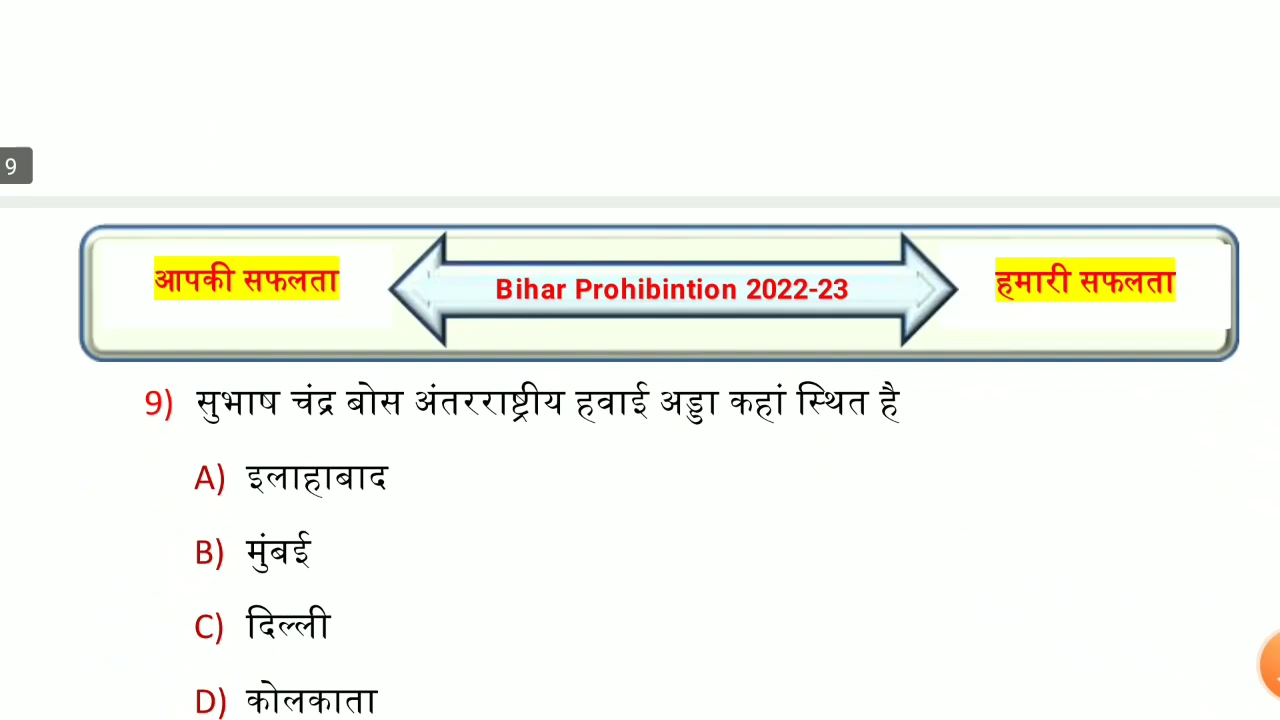 9
आपकी सफलता
Bihar Prohibintion 2022-23
हमारी सफलता
9) सुभाष चंद्र बोस अंतरराष्ट्रीय हवाई अड्डा कहां स्थित है
A) इलाहाबाद
B) मुंबई
C) दिल्ली
D) कोलकाता